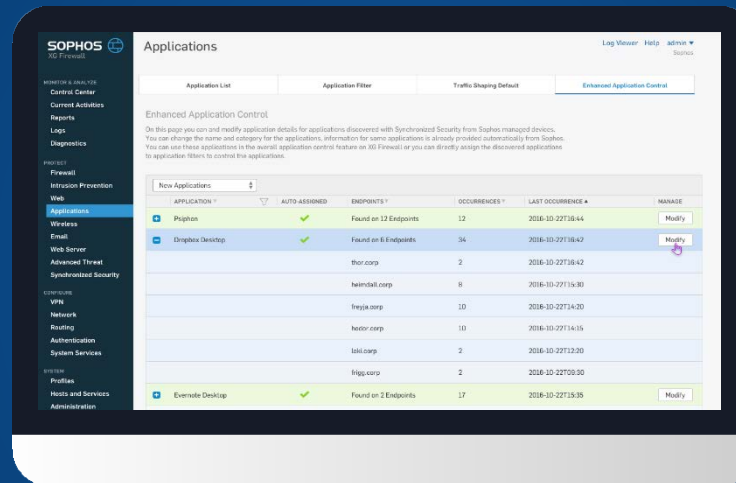 SOPHOS
XG Firewall
Applications
Log Viewer Help admin
Sophos
MONITOR & ANALYZE
Control Center
Current Activities
Reports
Logs
Diagnostics
PROTECT
Firewall
Intrusion Prevention
Web
Applications
Wireless
Email
Web Server
Advanced Threat
Synchronized Security
CONFIGURE
VPN
Network
Routing
Authentication
System Services
SYSTEM
Profiles
Hosts and Services
Administration
Application List Application Filter Traffic Shaping Default Enhanced Application Control
Enhanced Application Control
On this page you can and modify application details for applications discovered with Synchronized Security from Sophos managed devices.
You can change the name and category for the applications, information for some applications is already provided automatically from Sophos.
You can use these applications in the overall application control feature on XG Firewall or you can directly assign the discovered applications
to application filters to control the applications.
New Applications
APPLICATION AUTO-ASSIGNED ENDPOINTS OCCURRENCES LAST OCCURRENCE MANAGE
Psiphon Found on 12 Endpoints 12 2016-10-22T16:44 Modify
Dropbox Desktop Found on 6 Endpoints 34 2016-10-22T16:42 Modify
thor.corp 2 2016-10-22T16:42
heimdall.corp 8 2016-10-22T15:30
freyja.corp 10 2016-10-22T14:20
hodor.corp 10 2016-10-22T14:15
loki.corp 2 2016-10-22T12:20
frigg.corp 2 2016-10-22T09:30
Evernote Desktop Found on 2 Endpoints 17 2016-10-22T15:35 Modify